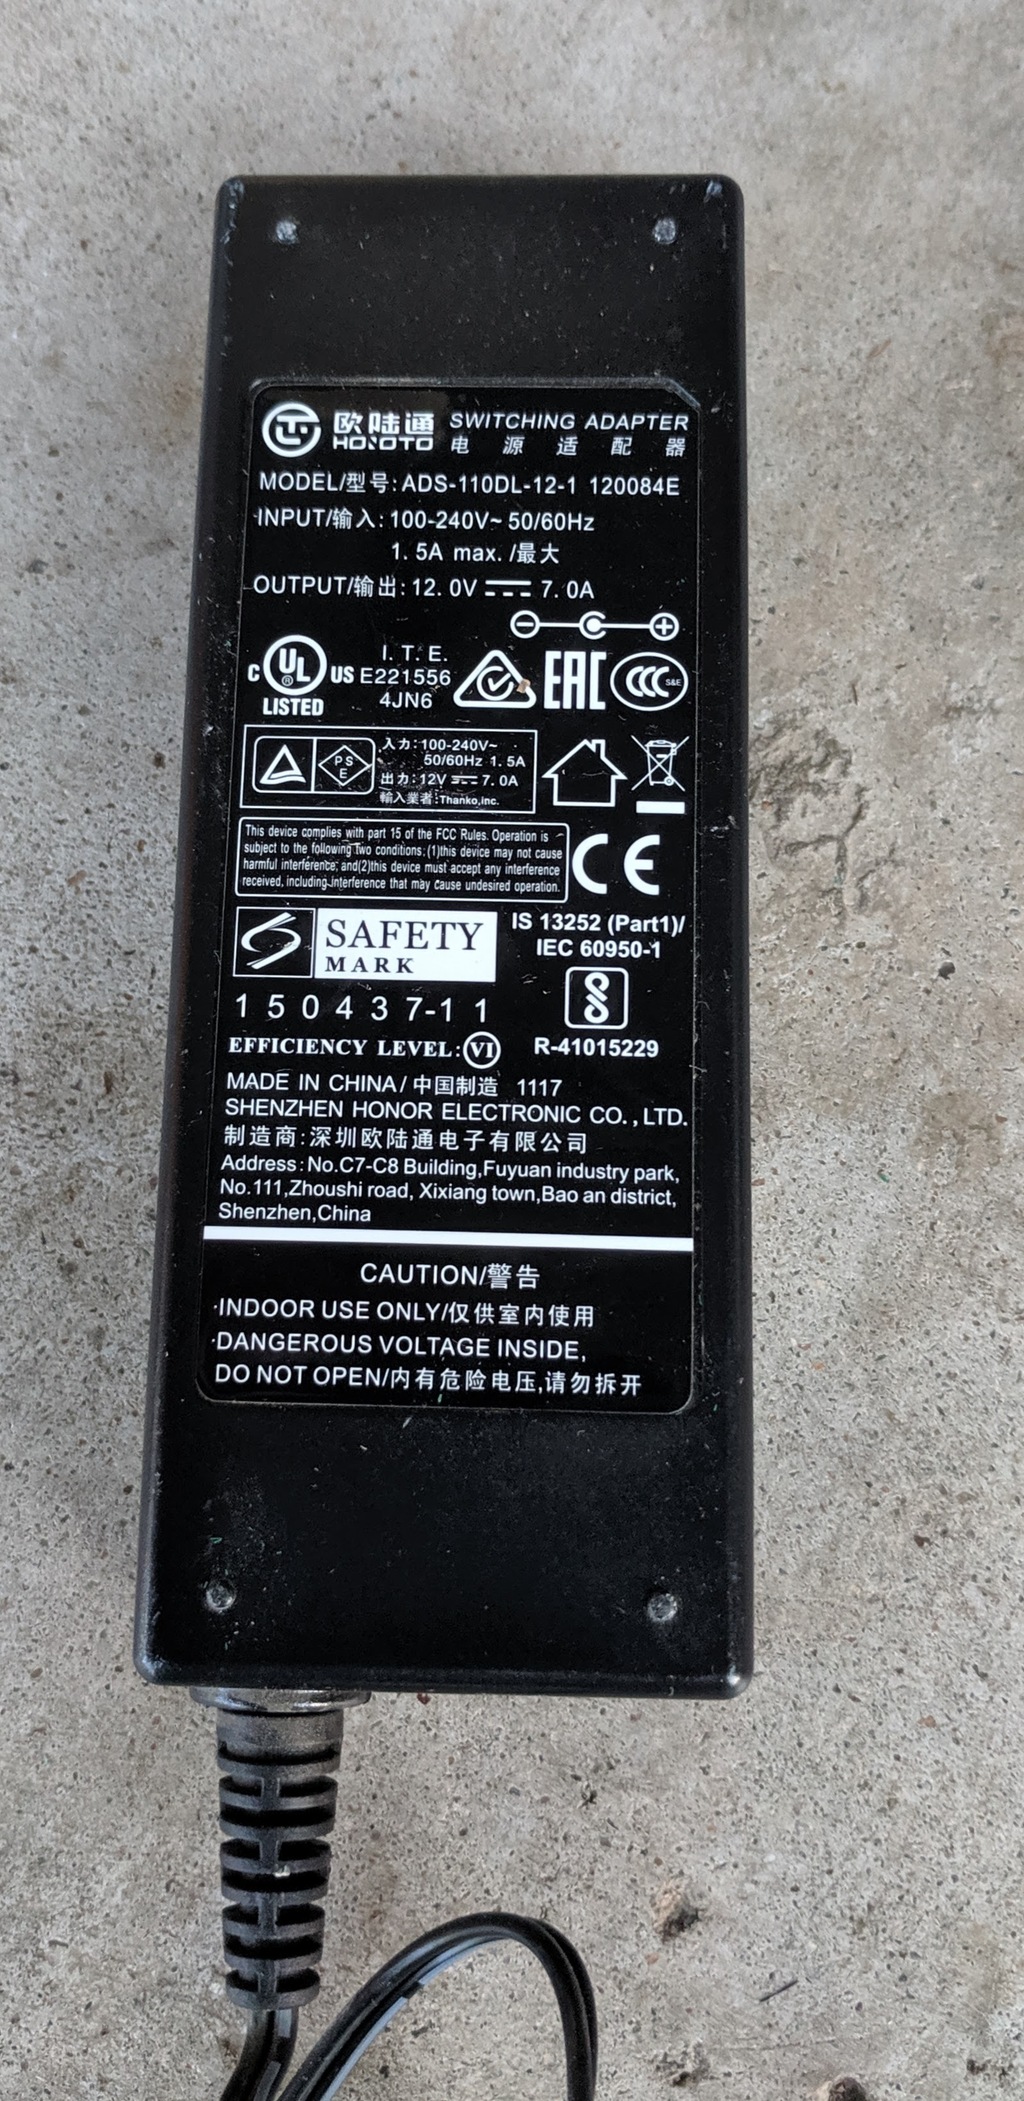 欧陆通 SWITCHING ADAPTER
HONOTO 电源适配器
MODEL/型号: ADS-110DL-12-1 120084E
INPUT/输入: 100-240V~ 50/60Hz
1. 5A max. /最大
OUTPUT/输出: 12. 0V 7. 0A
C UL US LISTED
I. T. E.
E221556
4JN6
EAC
CCC S&E
PSE
入力: 100-240V~
50/60Hz 1. 5A
出力: 12V 7. 0A
輸入業者:Thanko,inc.
This device complies with part 15 of the FCC Rules. Operation is
subject to the following two conditions: (1)this device may not cause
harmful interference, and(2)this device must accept any interference
received, including interference that may cause undesired operation.
CE
SAFETY
MARK
IS 13252 (Part1)/
IEC 60950-1
1 5 0 4 3 7-1 1
EFFICIENCY LEVEL: VI
R-41015229
MADE IN CHINA/ 中国制造 1117
SHENZHEN HONOR ELECTRONIC CO., LTD.
制造商: 深圳欧陆通电子有限公司
Address: No.C7-C8 Building,Fuyuan industry park,
No.111,Zhoushi road, Xixiang town,Bao an district,
Shenzhen,China
CAUTION/警告
·INDOOR USE ONLY/仅供室内使用
·DANGEROUS VOLTAGE INSIDE,
DO NOT OPEN/内有危险电压,请勿拆开